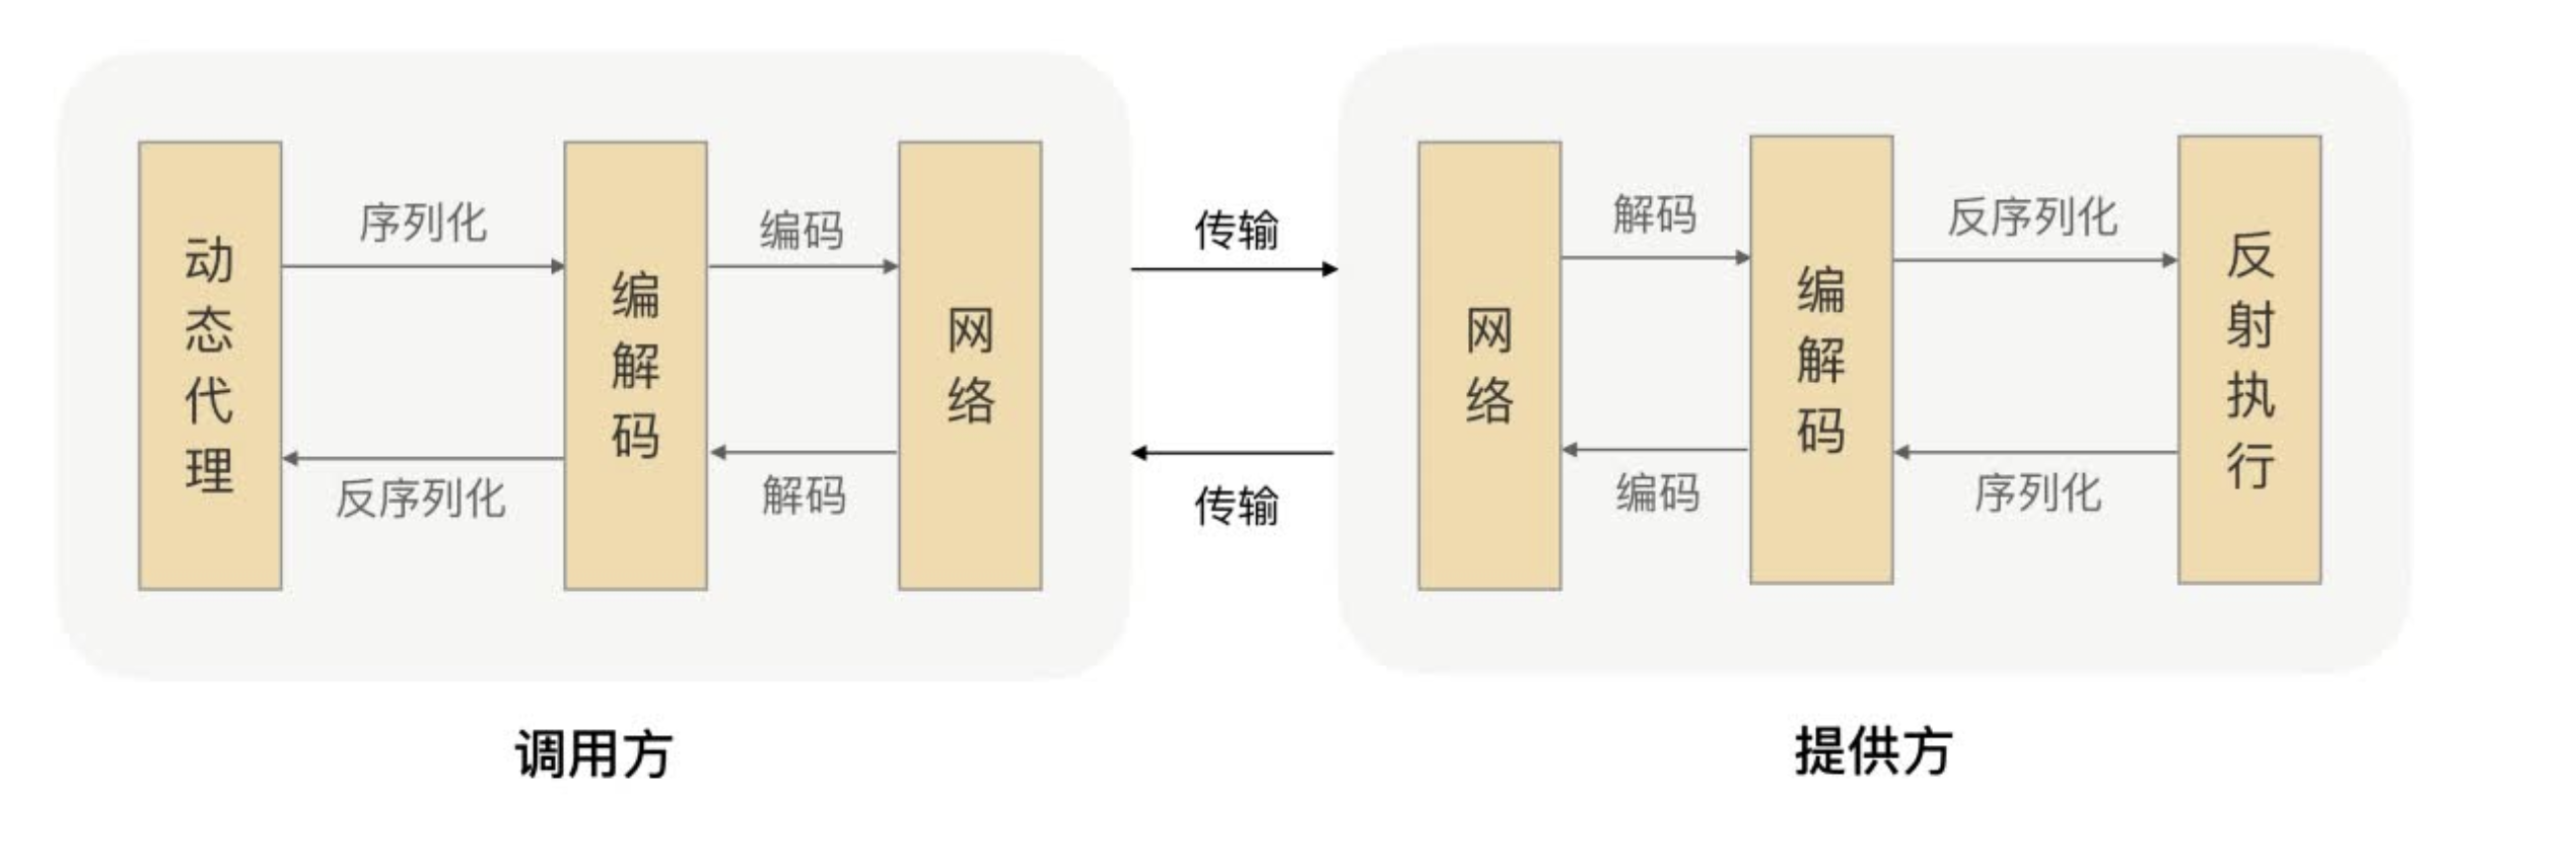 动态代理
序列化
反序列化
编解码
编码
解码
网络
传输
传输
网络
解码
编码
编解码
反序列化
序列化
反射执行
调用方
提供方